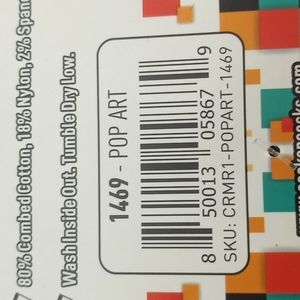 80% Combed Cotton, 18% Nylon, 2%
Wash Inside Out. Tumble Dry Low.
1469 - POP ART
8 50013 05867 9
SKU: CRMR1-POPART-1469